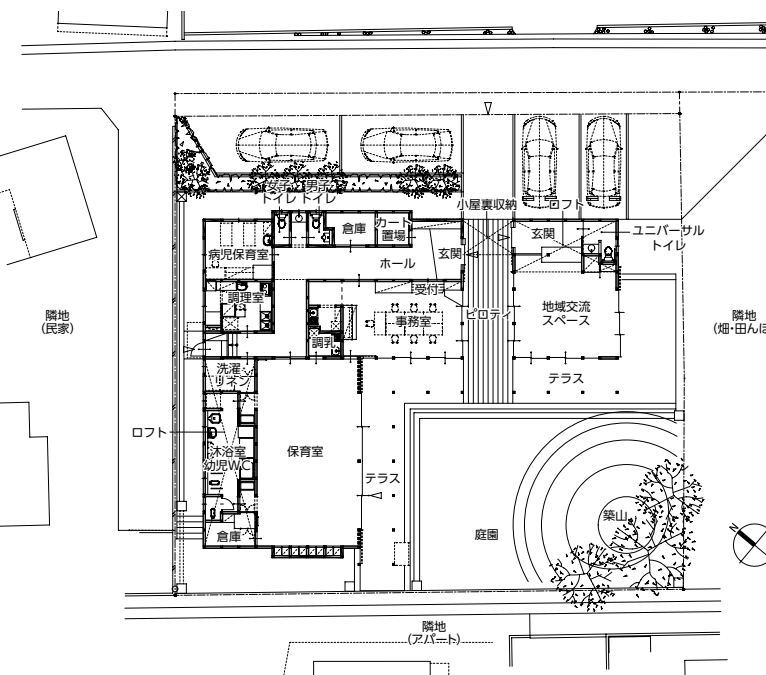 女子
トイレ
男子
トイレ
小屋裏収納
ロフト
倉庫
カート
置場
玄関
玄関
ユニバーサル
トイレ
病児保育室
ホール
調理室
受付
事務室
ピロティ
地域交流
スペース
隣地
(民家)
隣地
(畑・田んぼ
調乳
洗濯
リネン
テラス
ロフト
沐浴室
幼児WC
保育室
テラス
倉庫
庭園
築山
N
隣地
(アパート)